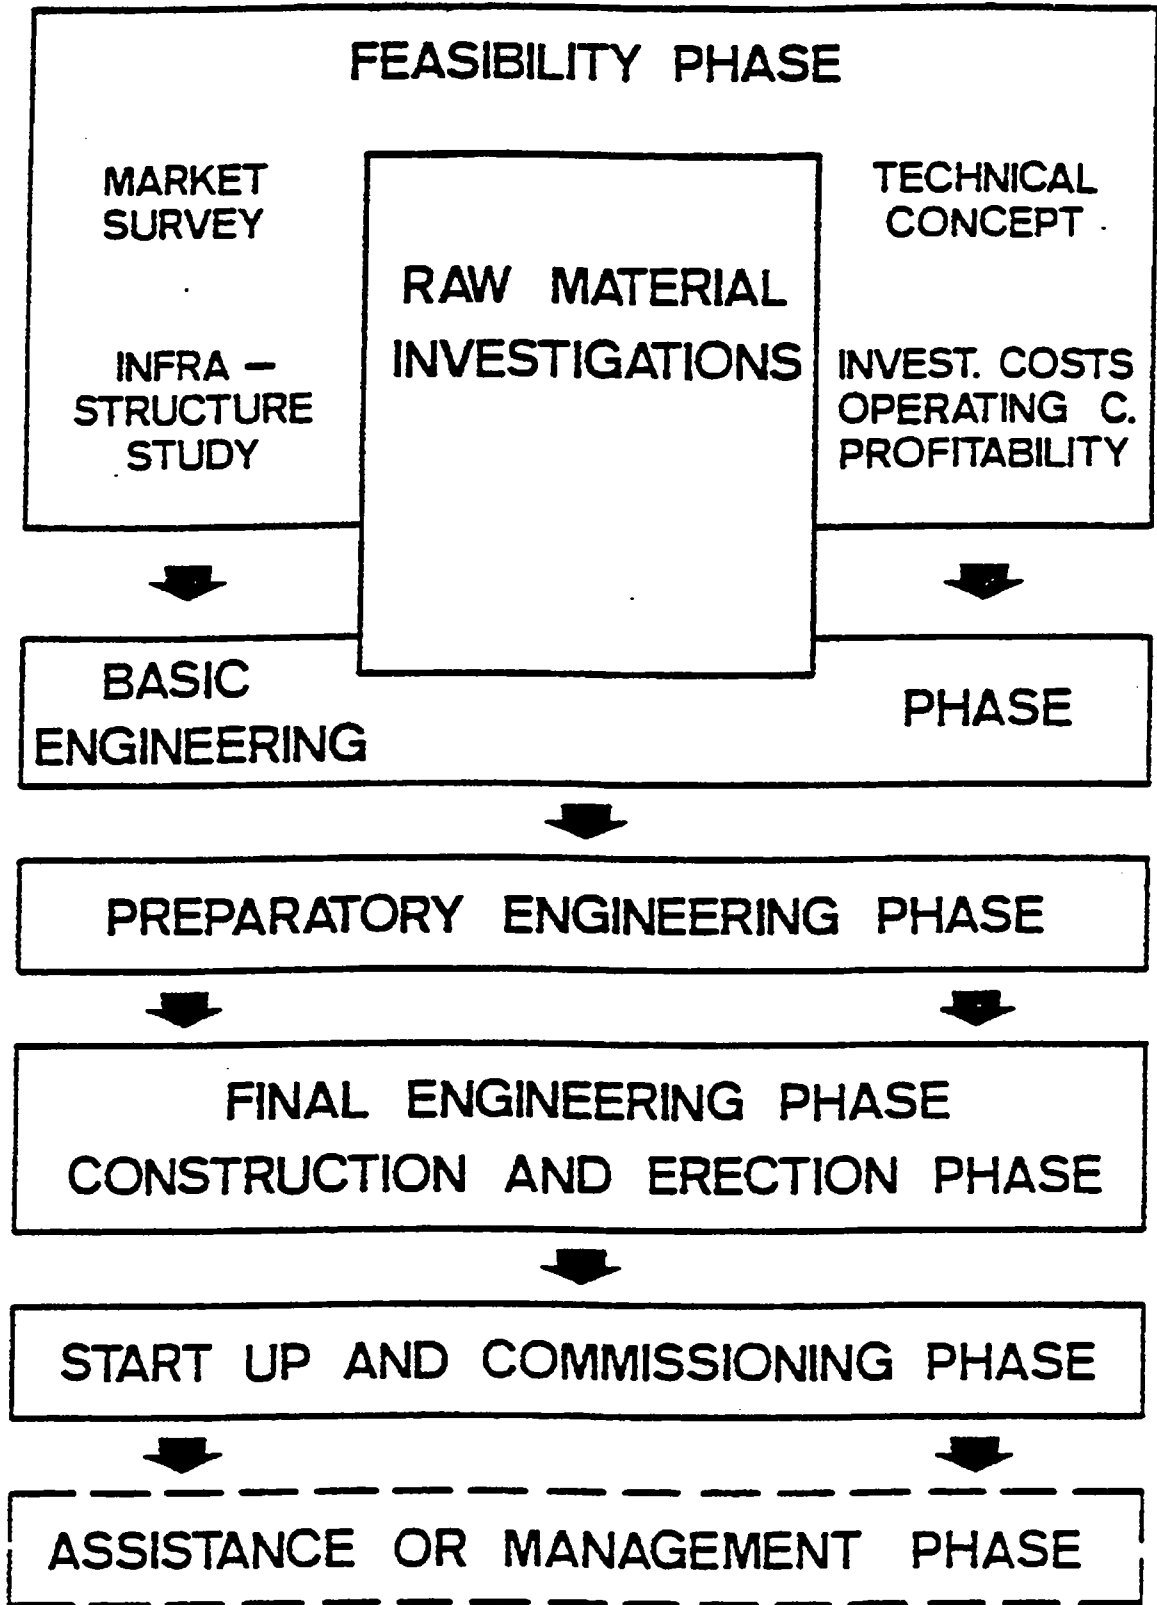 FEASIBILITY PHASE
MARKET
SURVEY
INFRA –
STRUCTURE
STUDY
RAW MATERIAL
INVESTIGATIONS
TECHNICAL
CONCEPT
INVEST. COSTS
OPERATING C.
PROFITABILITY
BASIC
ENGINEERING
PHASE
PREPARATORY ENGINEERING PHASE
FINAL ENGINEERING PHASE
CONSTRUCTION AND ERECTION PHASE
START UP AND COMMISSIONING PHASE
ASSISTANCE OR MANAGEMENT PHASE